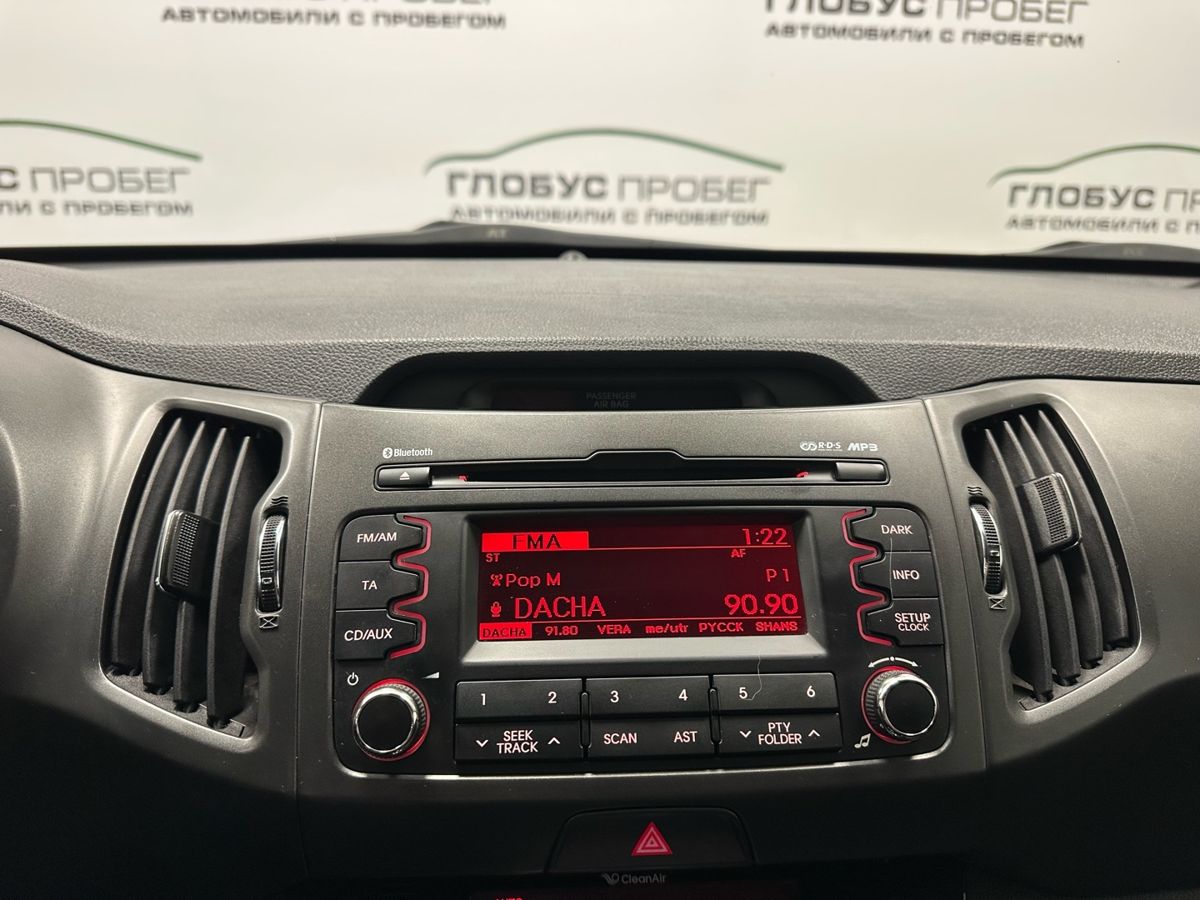 АВТОМОБИЛИ С ПРОБЕГОМ
ГЛОБУС ПРОБЕГ
АВТОМОБИЛИ С ПРОБЕГОМ
С ПРОБЕГ
ЛИ С ПРОБЕГОМ
ГЛОБУС ПРОБЕГ
АВТОМОБИЛИ С ПРОБЕГОМ
ГЛОБУС ПРОБЕГ
АВТОМОБИЛИ С П
PASSENGER
AIR BAG
Bluetooth
R·D·S MP3
FM/AM
TA
CD/AUX
FMA 1:22
ST AF
Pop M P1
DACHA 90.90
DACHA 91.80 VERA me/utr PYCCK SHANS
DARK
INFO
SETUP
CLOCK
1 2 3 4 5 6
SEEK
TRACK
SCAN AST
PTY
FOLDER
CleanAir